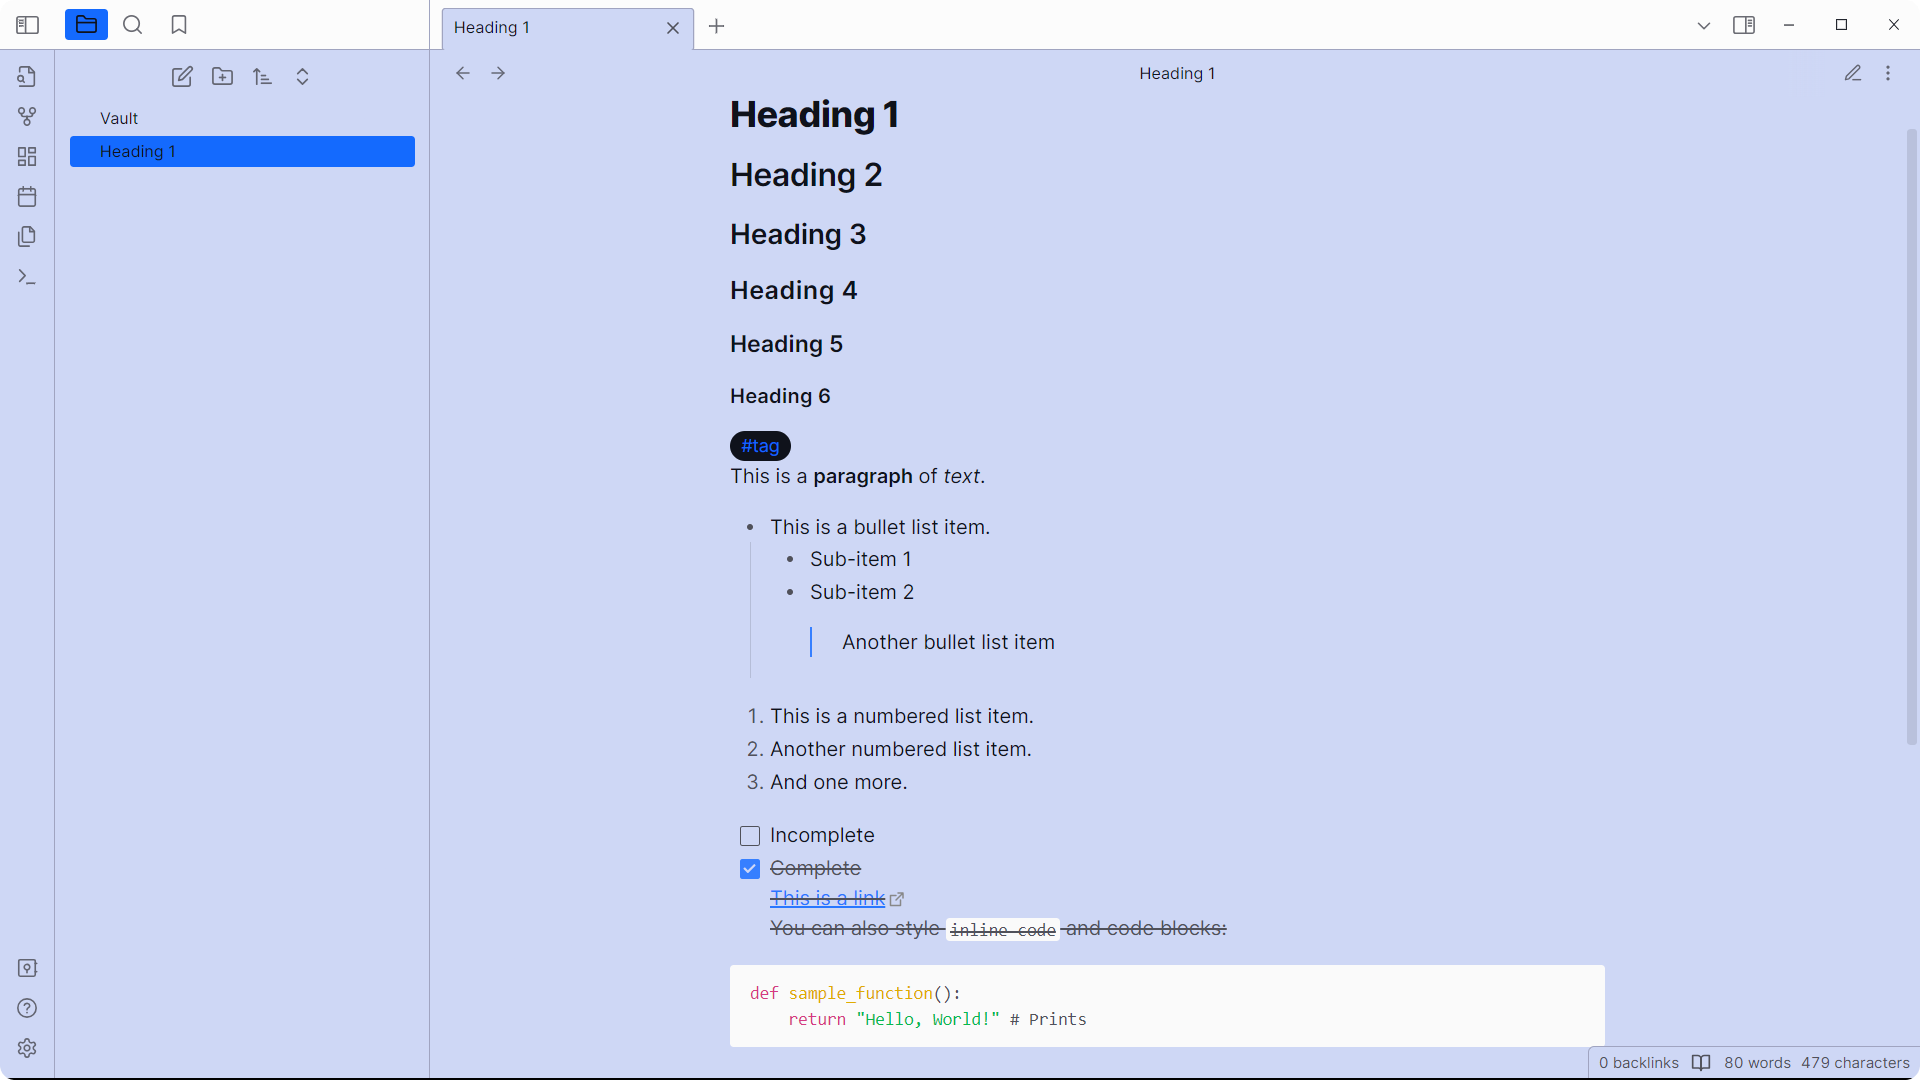 Heading 1
Heading 1
Vault
Heading 1
Heading 1
Heading 2
Heading 3
Heading 4
Heading 5
Heading 6
#tag
This is a paragraph of text.
• This is a bullet list item.
• Sub-item 1
• Sub-item 2
Another bullet list item
1. This is a numbered list item.
2. Another numbered list item.
3. And one more.
Incomplete
Complete
This is a link
You can also style inline code and code blocks:
def sample_function():
    return "Hello, World!" # Prints
0 backlinks 80 words 479 characters